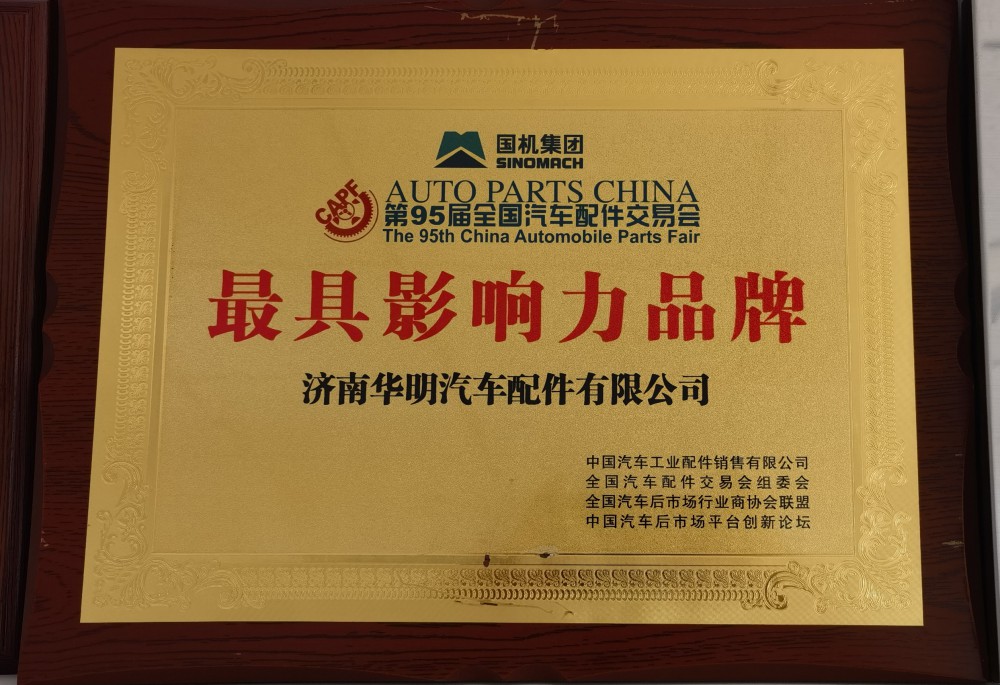 国机集团
SINOMACH
CAPF
AUTO PARTS CHINA
第95届全国汽车配件交易会
The 95th China Automobile Parts Fair
最具影响力品牌
济南华明汽车配件有限公司
中国汽车工业配件销售有限公司
全国汽车配件交易会组委会
全国汽车后市场行业商协会联盟
中国汽车后市场平台创新论坛